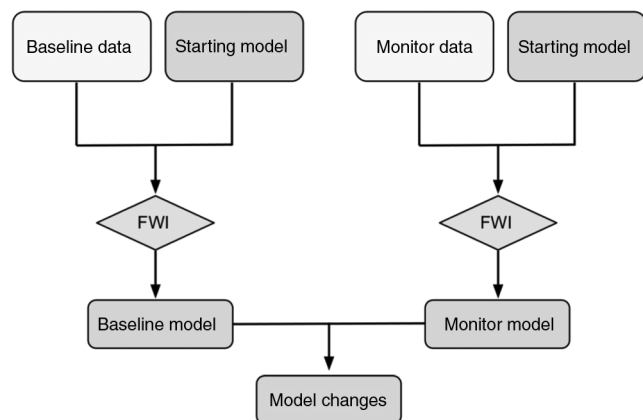 Baseline data
Starting model
Monitor data
Starting model
FWI
FWI
Baseline model
Monitor model
Model changes